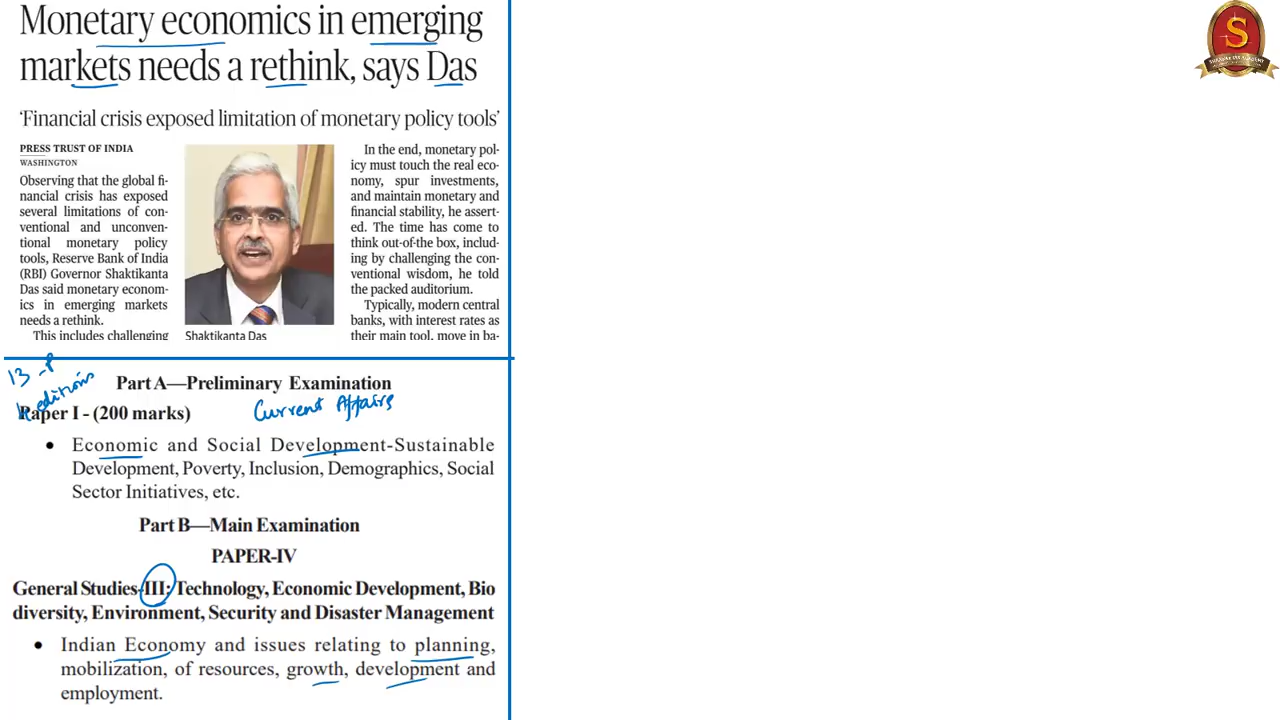 Monetary economics in emerging
markets needs a rethink, says Das
'Financial crisis exposed limitation of monetary policy tools'
PRESS TRUST OF INDIA
WASHINGTON
Observing that the global fi-
nancial crisis has exposed
several limitations of con-
ventional and unconven-
tional monetary policy
tools, Reserve Bank of India
(RBI) Governor Shaktikanta
Das said monetary econom-
ics in emerging markets
needs a rethink.
This includes challenging
Shaktikanta Das
In the end, monetary pol-
icy must touch the real eco-
nomy, spur investments,
and maintain monetary and
financial stability, he assert-
ed. The time has come to
think out-of-the box, includ-
ing by challenging the con-
ventional wisdom, he told
the packed auditorium.
Typically, modern central
banks, with interest rates as
their main tool, move in ba-
S
13
editions
Part A—Preliminary Examination
Paper I - (200 marks)
Current Affairs
• Economic and Social Development-Sustainable
Development, Poverty, Inclusion, Demographics, Social
Sector Initiatives, etc.
Part B—Main Examination
PAPER-IV
General Studies-III: Technology, Economic Development, Bio
diversity, Environment, Security and Disaster Management
• Indian Economy and issues relating to planning,
mobilization, of resources, growth, development and
employment.